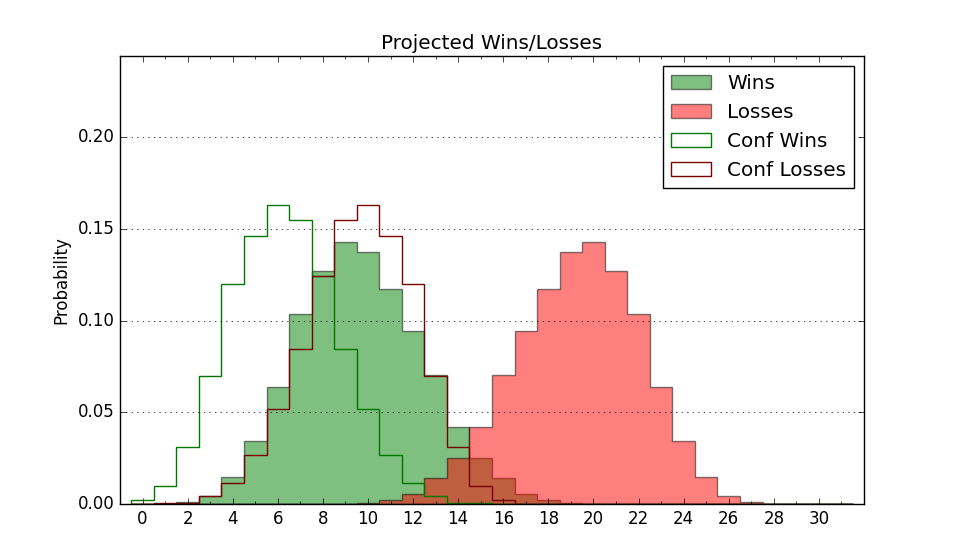 Projected Wins/Losses
Wins
Losses
Conf Wins
Conf Losses
Probability
0.20
0.15
0.10
0.05
0.00
0 2 4 6 8 10 12 14 16 18 20 22 24 26 28 30